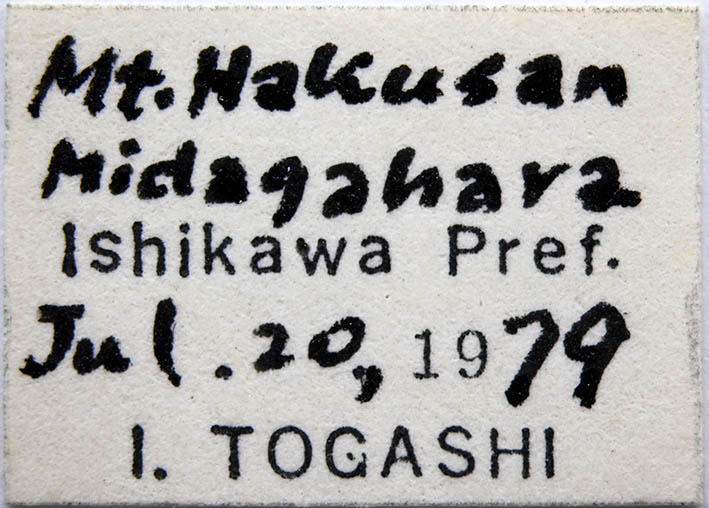 Mt. Hakusan
Midagahara
Ishikawa Pref.
Jul. 20, 1979
I. TOGASHI